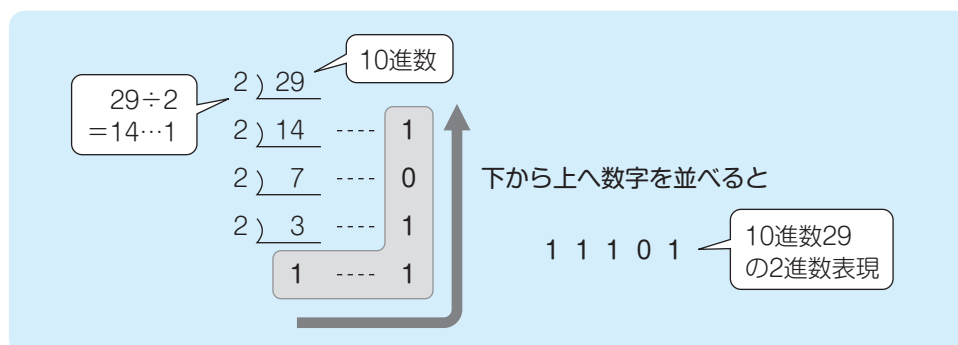 10進数
29÷2
=14…1
2 ) 29
2 ) 14 ---- 1
2 ) 7 ---- 0
2 ) 3 ---- 1
1 ---- 1
下から上へ数字を並べると
1 1 1 0 1
10進数29
の2進数表現